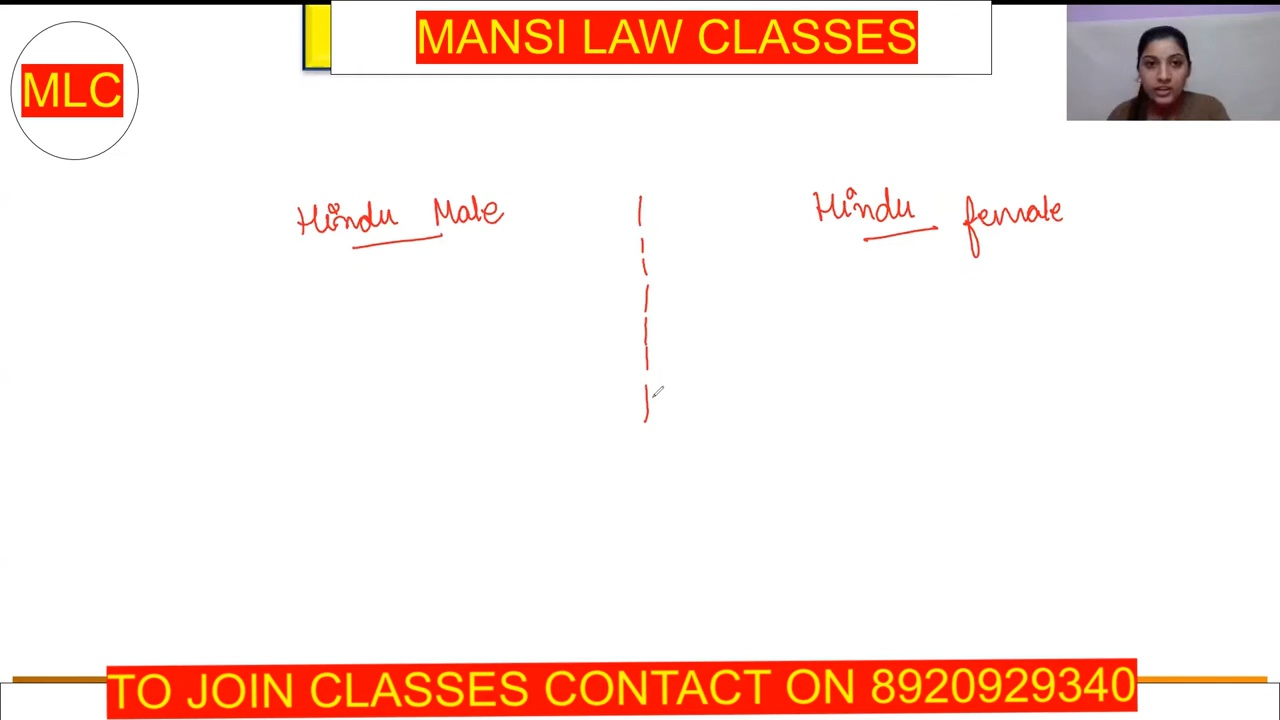 MANSI LAW CLASSES
MLC
Hindu Male
Hindu female
TO JOIN CLASSES CONTACT ON 8920929340